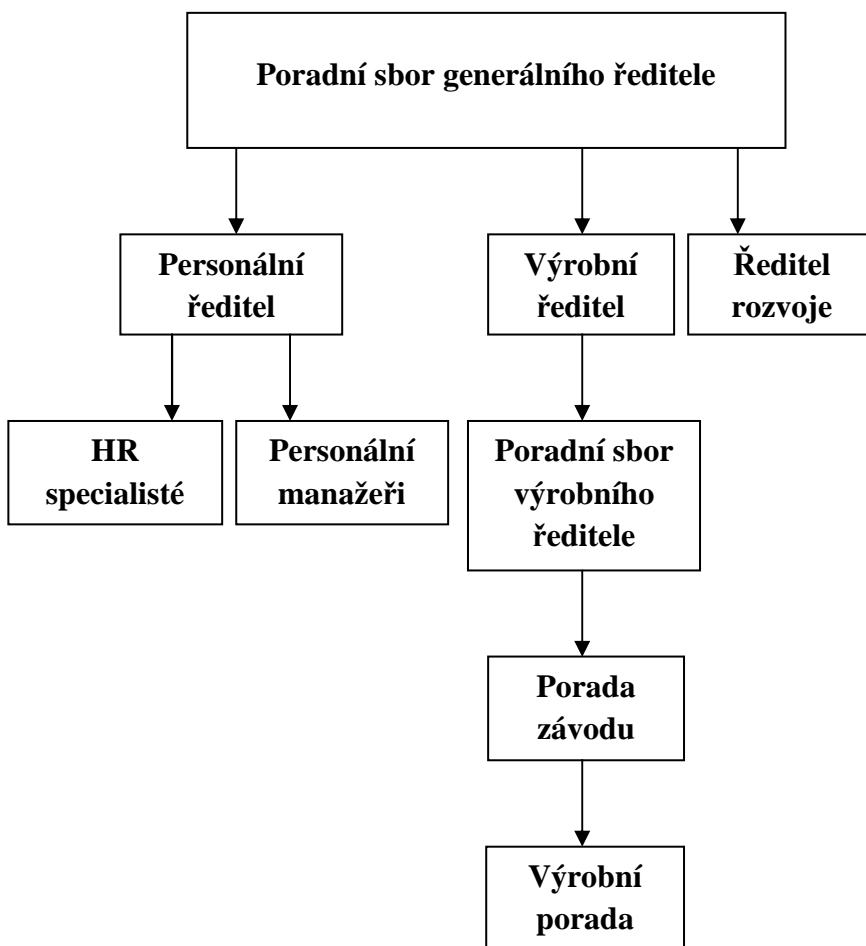 Poradní sbor generálního ředitele
Personální
ředitel
Výrobní
ředitel
Ředitel
rozvoje
HR
specialisté
Personální
manažeři
Poradní sbor
výrobního
ředitele
Porada
závodu
Výrobní
porada